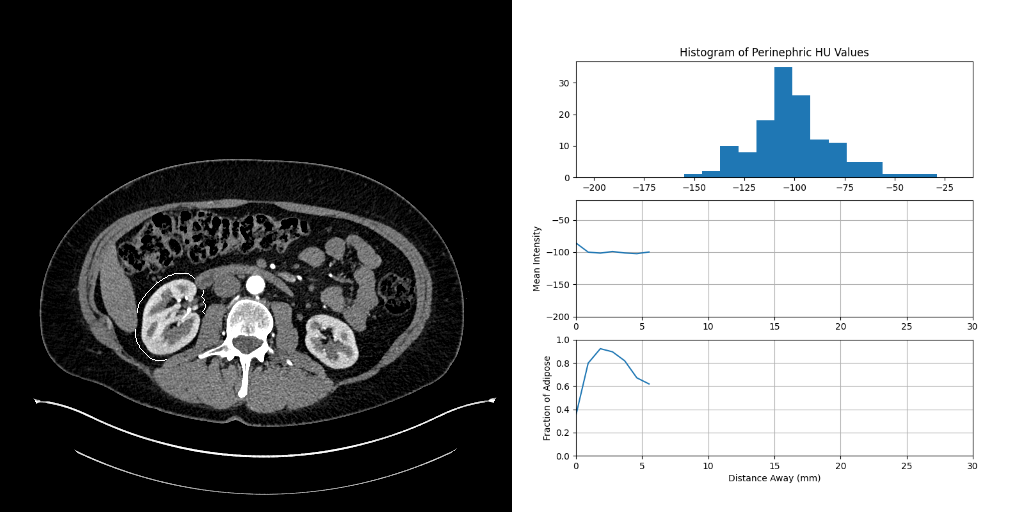 Histogram of Perinephric HU Values
30
20
10
0
−200 −175 −150 −125 −100 −75 −50 −25
Mean Intensity
−50
−100
−150
−200
0 5 10 15 20 25 30
Fraction of Adipose
1.0
0.8
0.6
0.4
0.2
0.0
0 5 10 15 20 25 30
Distance Away (mm)